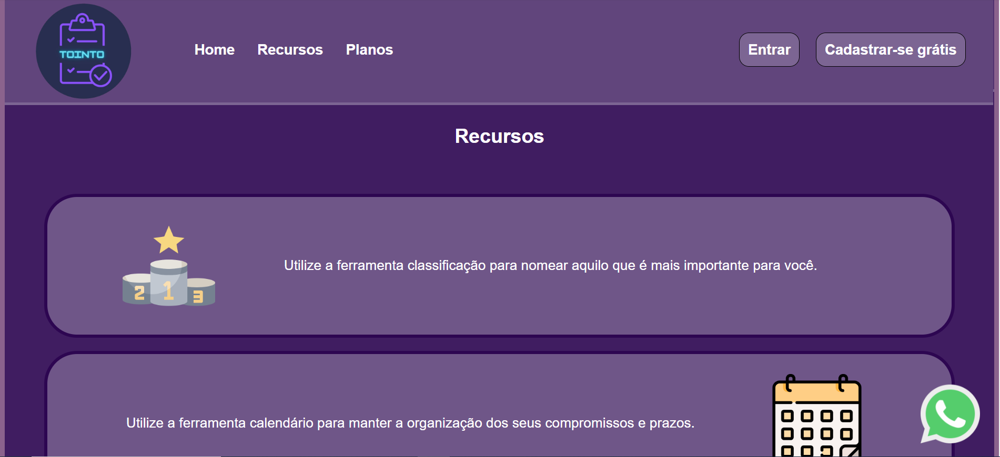 TOINTO
Home Recursos Planos
Entrar Cadastrar-se grátis
Recursos
2 1 3
Utilize a ferramenta classificação para nomear aquilo que é mais importante para você.
Utilize a ferramenta calendário para manter a organização dos seus compromissos e prazos.